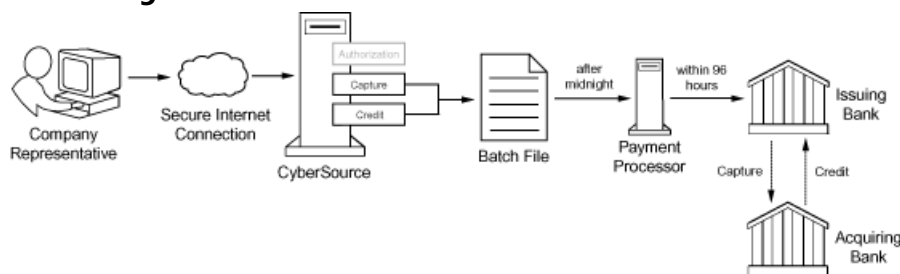 Authorization
Capture
Credit
after
midnight
within 96
hours
Company
Representative
Secure Internet
Connection
CyberSource
Batch File
Payment
Processor
Issuing
Bank
Capture
Credit
Acquiring
Bank